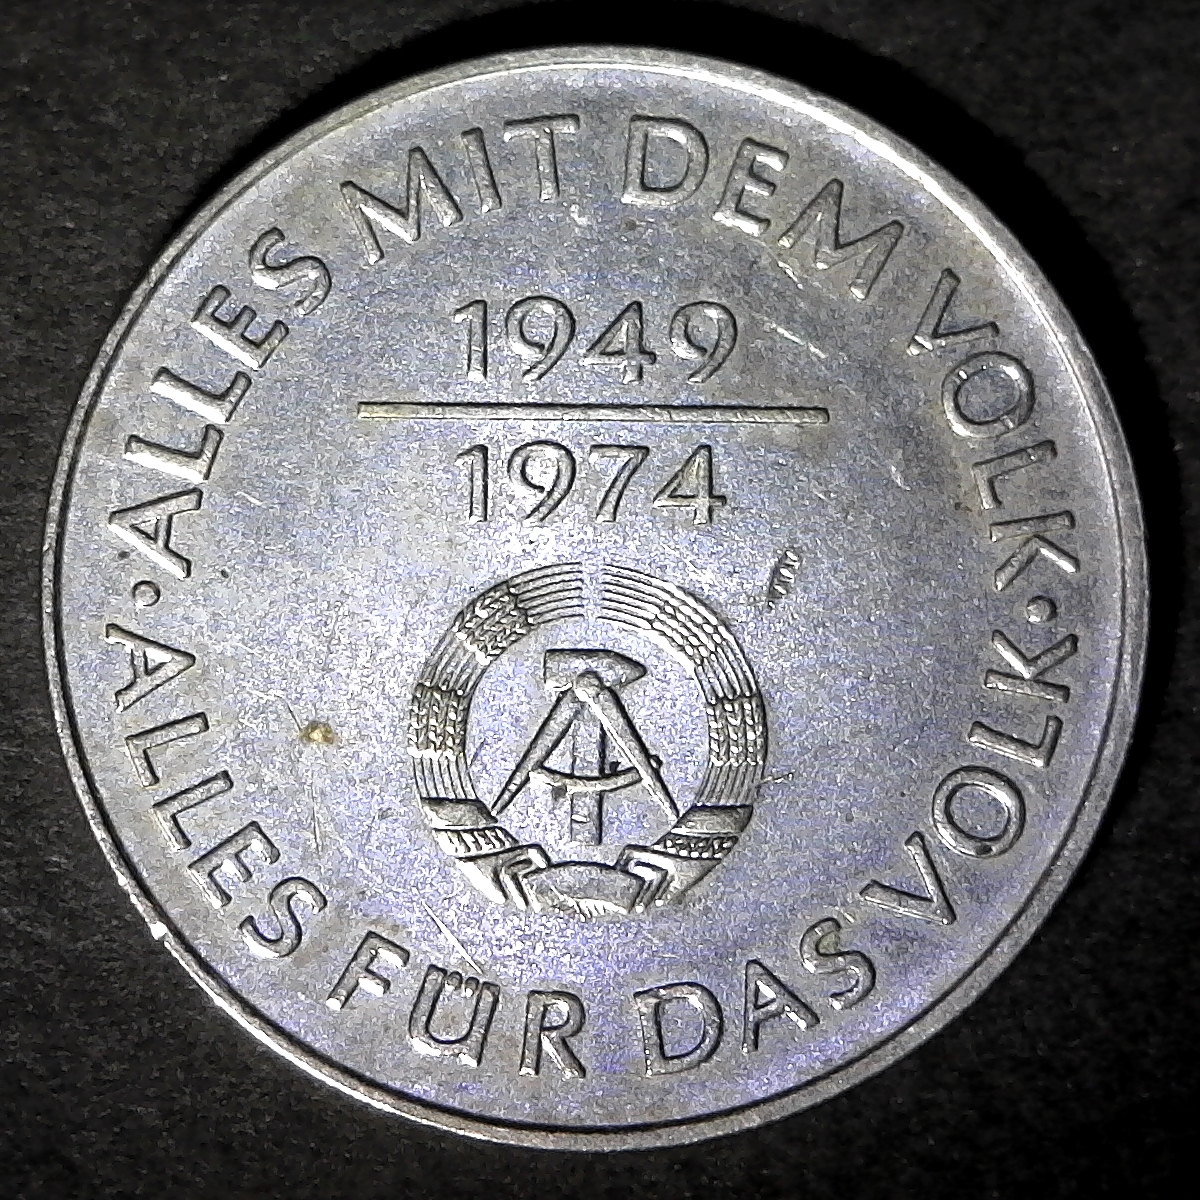 ·ALLES MIT DEM VOLK·
1949
1974
ALLES FÜR DAS VOLK